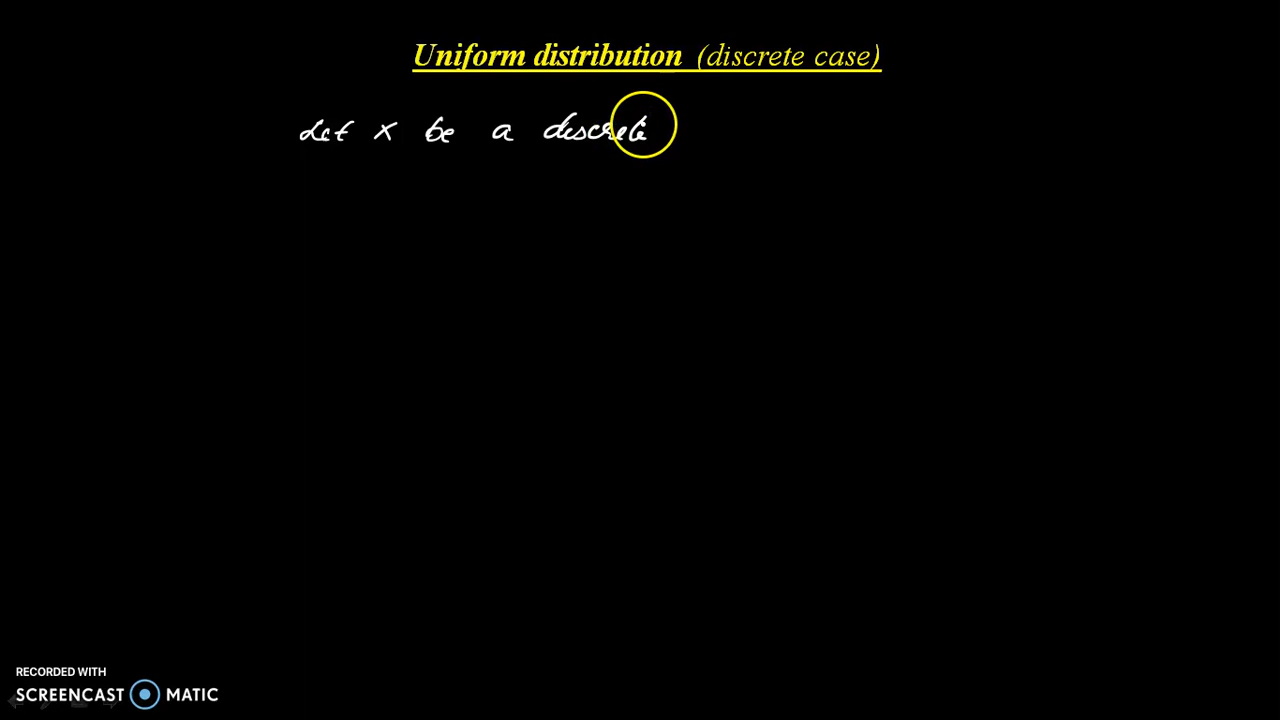 Uniform distribution (discrete case)
Let X be a discrete
RECORDED WITH
SCREENCAST MATIC